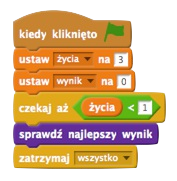 kiedy kliknięto
ustaw życia na 3
ustaw wynik na 0
czekaj aż życia < 1
sprawdź najlepszy wynik
zatrzymaj wszystko